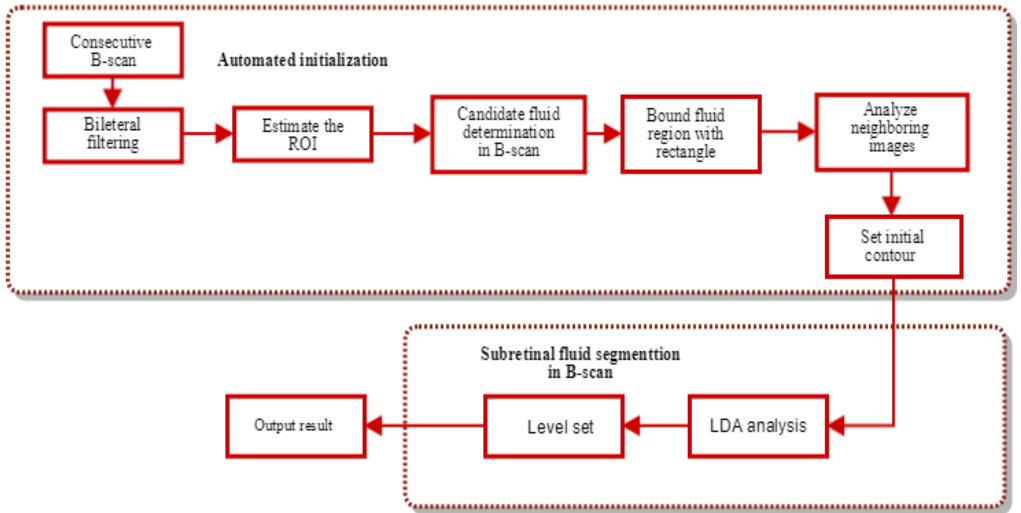 Consecutive
B-scan
Automated initialization
Bileteral
filtering
Estimate the
ROI
Candidate fluid
determination
in B-scan
Bound fluid
region with
rectangle
Analyze
neighboring
images
Set initial
contour
Subretinal fluid segmenttion
in B-scan
Output result
Level set
LDA analysis